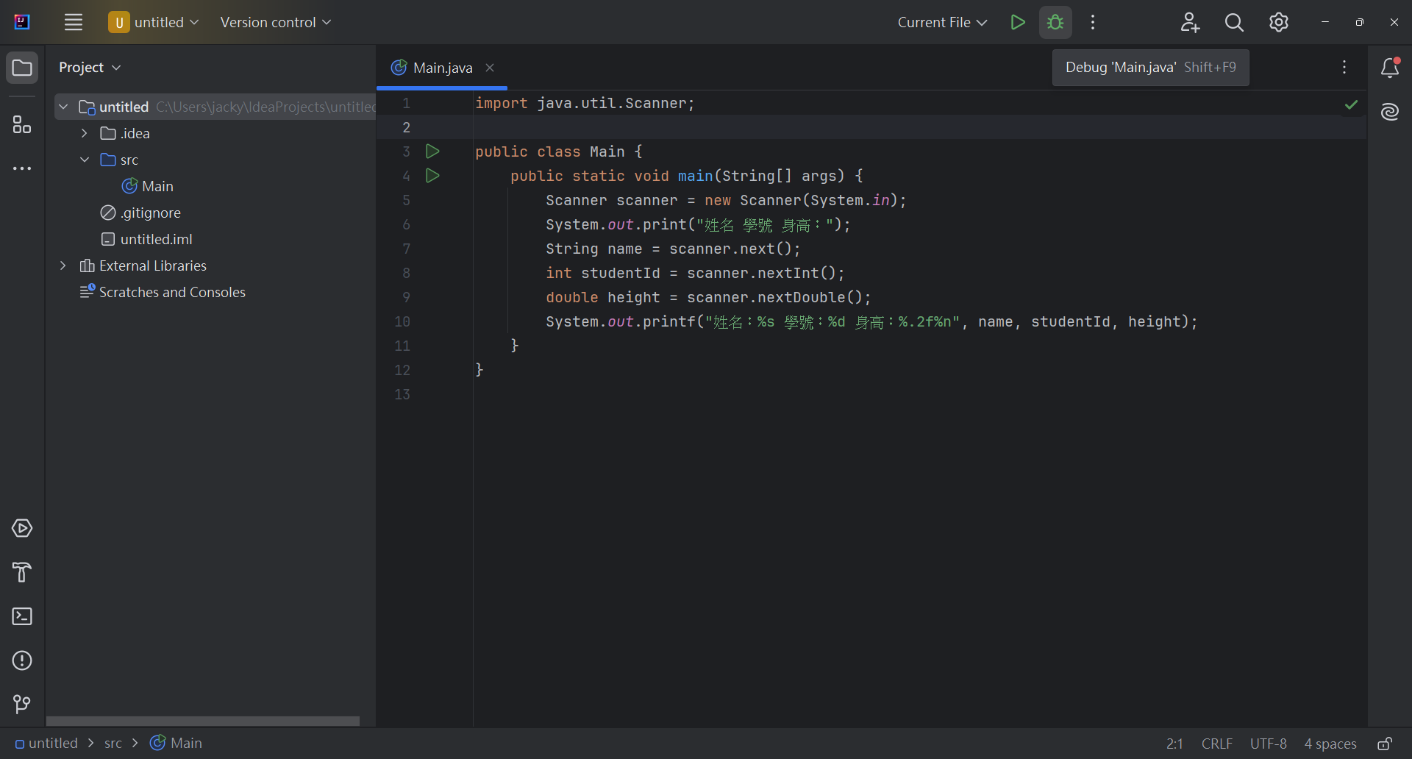 U untitled Version control Current File
Project
Main.java
Debug 'Main.java' Shift+F9
untitled C:\Users\jacky\IdeaProjects\untitled
.idea
src
Main
.gitignore
untitled.iml
External Libraries
Scratches and Consoles
1 import java.util.Scanner;
2
3 public class Main {
4 public static void main(String[] args) {
5 Scanner scanner = new Scanner(System.in);
6 System.out.print("姓名 學號 身高：");
7 String name = scanner.next();
8 int studentId = scanner.nextInt();
9 double height = scanner.nextDouble();
10 System.out.printf("姓名：%s 學號：%d 身高：%.2f%n", name, studentId, height);
11 }
12 }
13
untitled > src > Main 2:1 CRLF UTF-8 4 spaces